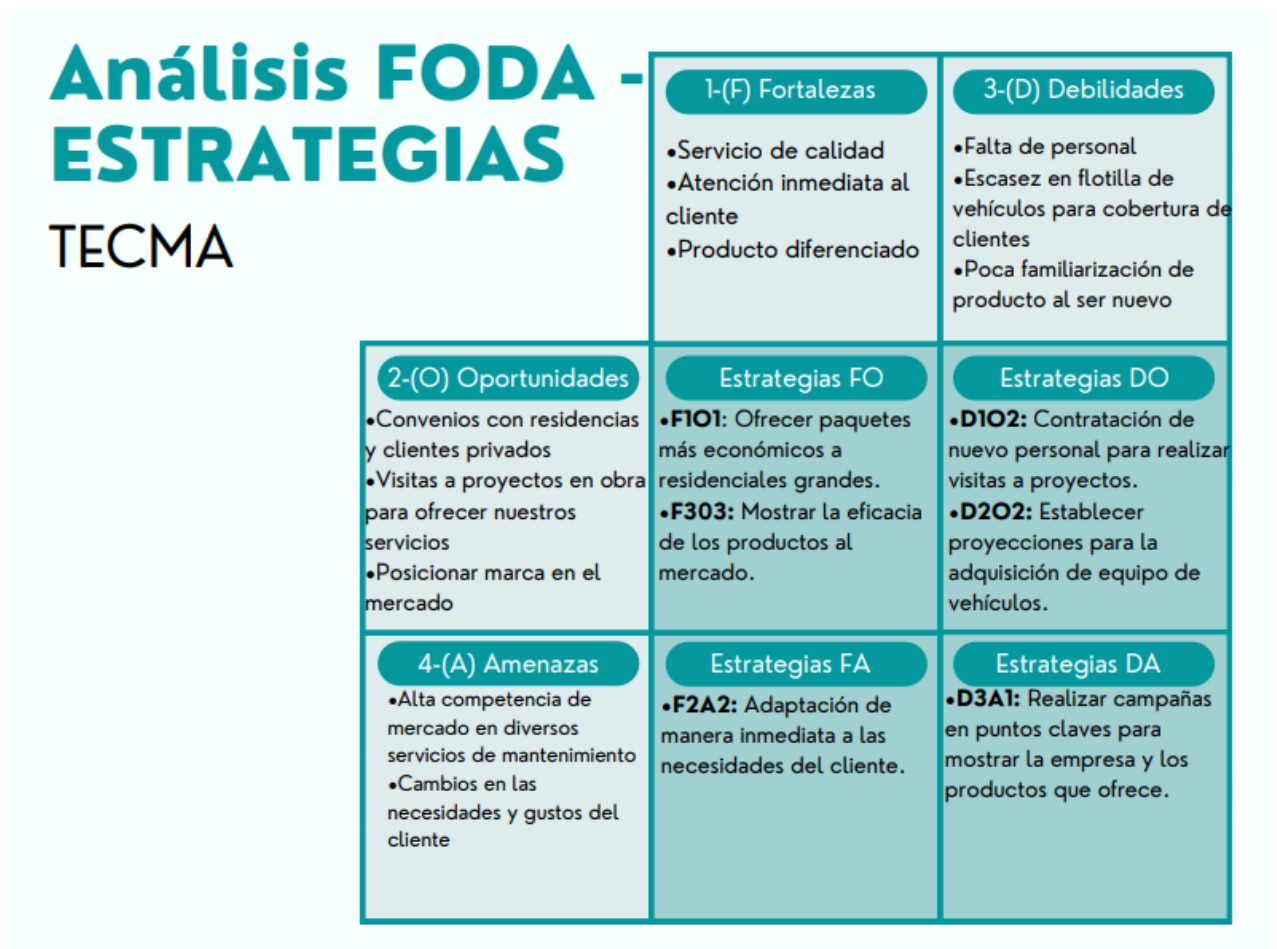 Análisis FODA -
ESTRATEGIAS
TECMA
1-(F) Fortalezas
•Servicio de calidad
•Atención inmediata al
cliente
•Producto diferenciado
3-(D) Debilidades
•Falta de personal
•Escasez en flotilla de
vehículos para cobertura de
clientes
•Poca familiarización de
producto al ser nuevo
2-(O) Oportunidades
•Convenios con residencias
y clientes privados
•Visitas a proyectos en obra
para ofrecer nuestros
servicios
•Posicionar marca en el
mercado
Estrategias FO
•F1O1: Ofrecer paquetes
más económicos a
residenciales grandes.
•F303: Mostrar la eficacia
de los productos al
mercado.
Estrategias DO
•D1O2: Contratación de
nuevo personal para realizar
visitas a proyectos.
•D2O2: Establecer
proyecciones para la
adquisición de equipo de
vehículos.
4-(A) Amenazas
•Alta competencia de
mercado en diversos
servicios de mantenimiento
•Cambios en las
necesidades y gustos del
cliente
Estrategias FA
•F2A2: Adaptación de
manera inmediata a las
necesidades del cliente.
Estrategias DA
•D3A1: Realizar campañas
en puntos claves para
mostrar la empresa y los
productos que ofrece.